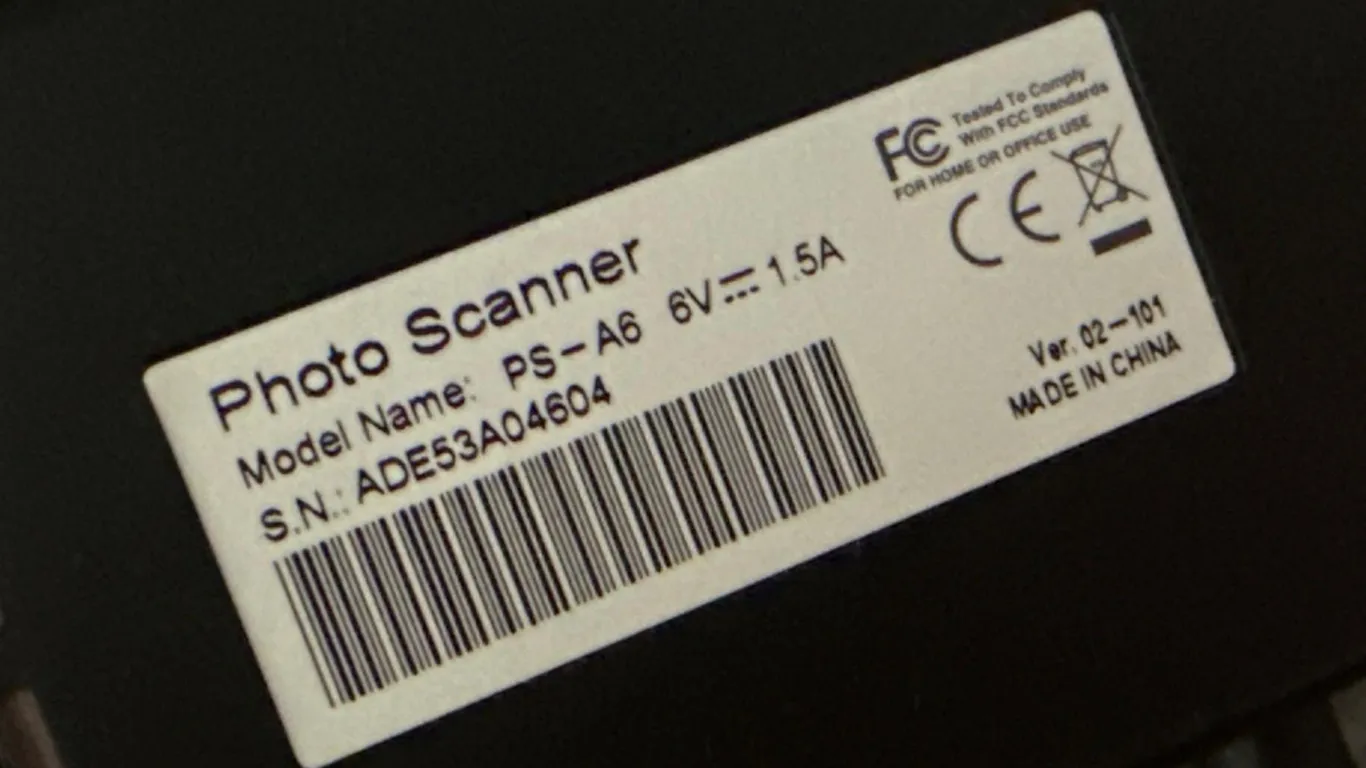 Photo Scanner
Model Name: PS-A6 6V⎓1.5A
S.N.: ADE53A04604
FC Tested To Comply
With FCC Standards
FOR HOME OR OFFICE USE
CE
Ver. 02-101
MADE IN CHINA